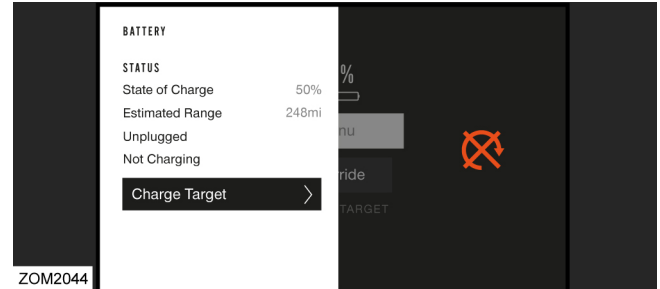 BATTERY
STATUS
State of Charge 50%
Estimated Range 248mi
Unplugged
Not Charging
Charge Target
%
nu
ride
TARGET
ZOM2044